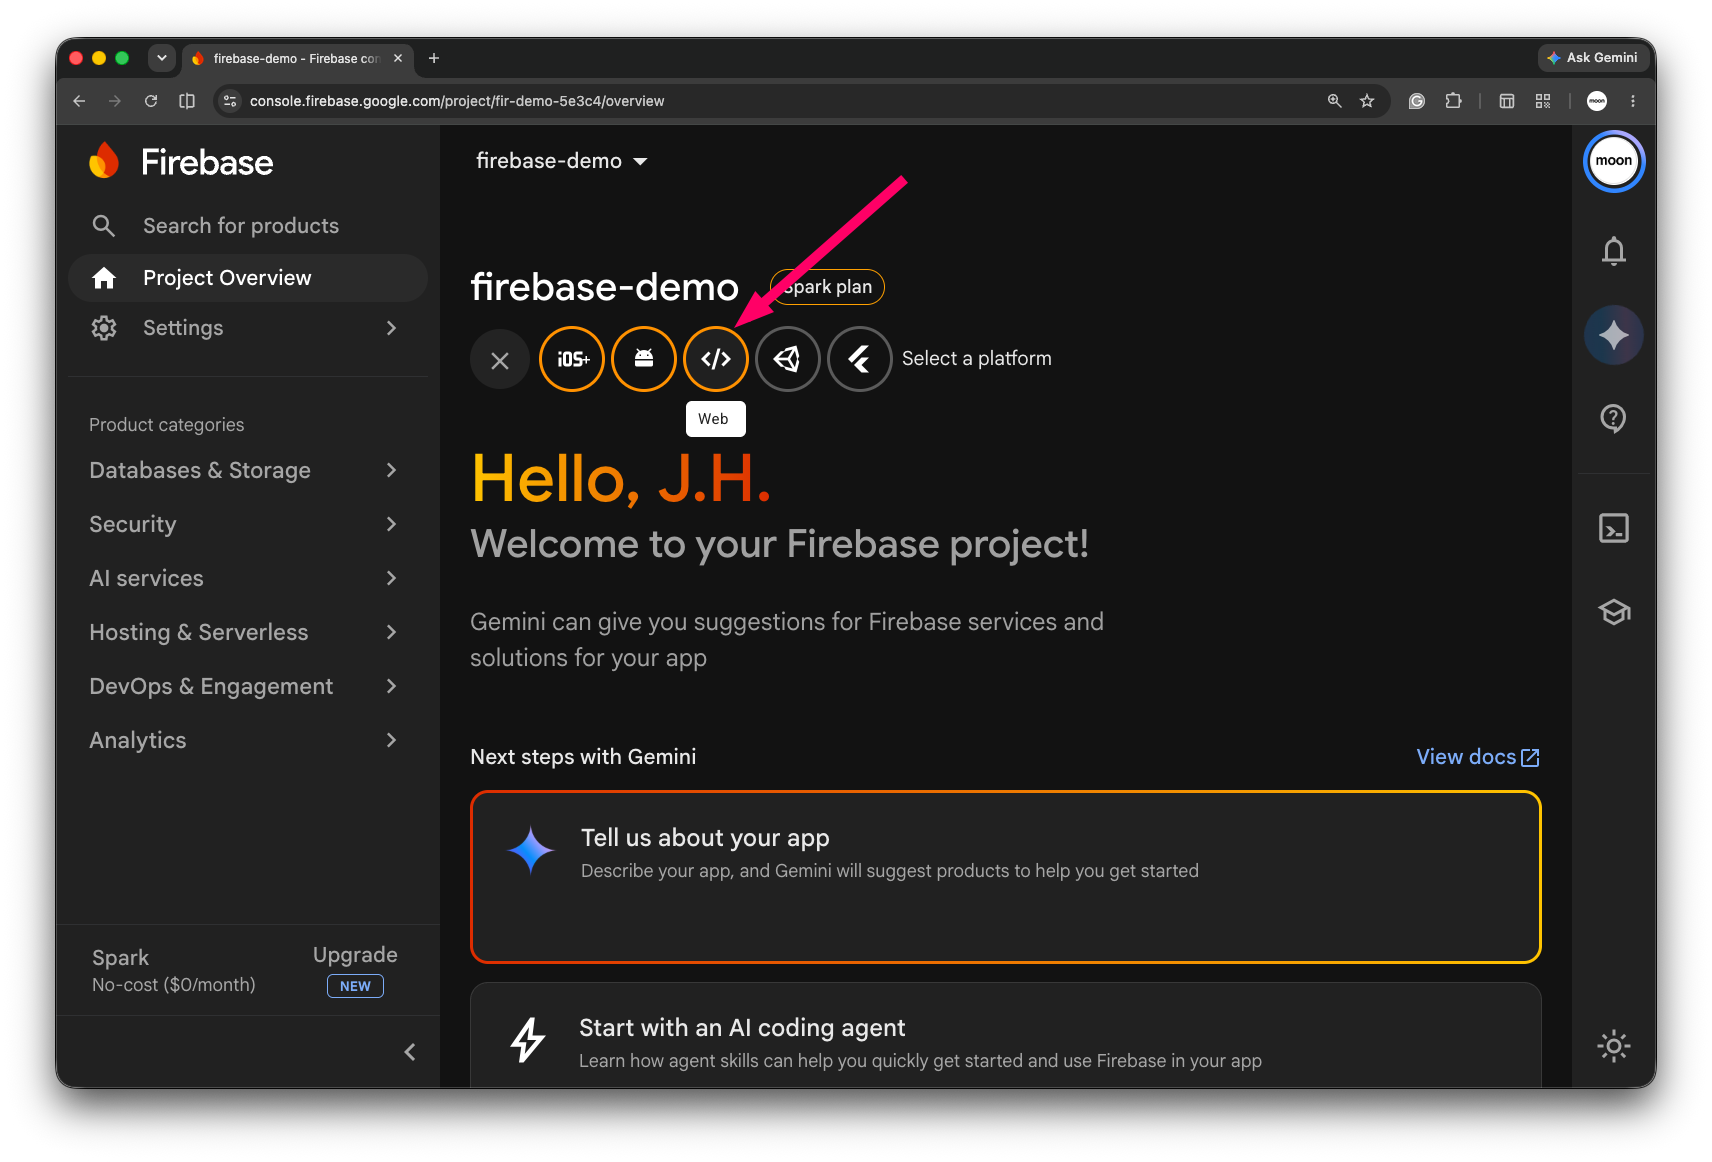 firebase-demo - Firebase con
Ask Gemini
console.firebase.google.com/project/fir-demo-5e3c4/overview
moon
Firebase
firebase-demo
moon
Search for products
Project Overview
Settings
firebase-demo
Spark plan
iOS+
</>
Select a platform
Web
Product categories
Databases & Storage
Security
AI services
Hosting & Serverless
DevOps & Engagement
Analytics
Hello, J.H.
Welcome to your Firebase project!
Gemini can give you suggestions for Firebase services and
solutions for your app
Next steps with Gemini
View docs
Tell us about your app
Describe your app, and Gemini will suggest products to help you get started
Start with an AI coding agent
Learn how agent skills can help you quickly get started and use Firebase in your app
Spark
No-cost ($0/month)
Upgrade
NEW